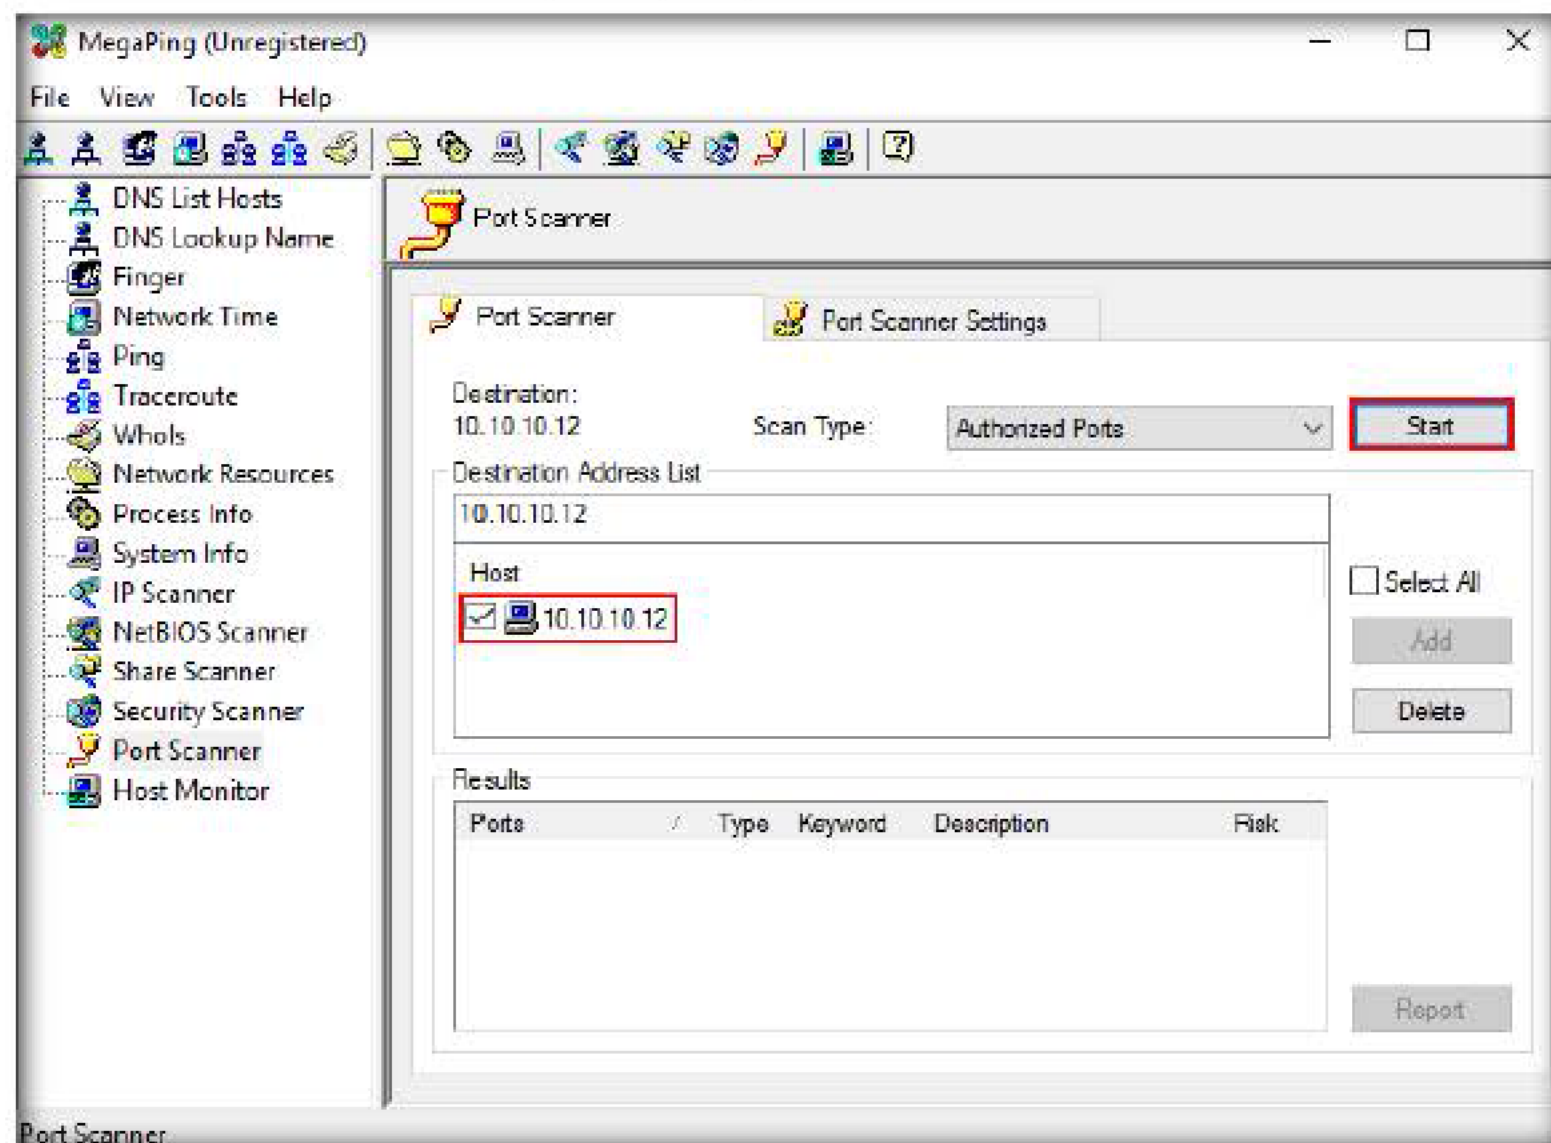 MegaPing (Unregistered)
File View Tools Help
DNS List Hosts
DNS Lookup Name
Finger
Network Time
Ping
Traceroute
WhoIs
Network Resources
Process Info
System Info
IP Scanner
NetBIOS Scanner
Share Scanner
Security Scanner
Port Scanner
Host Monitor
Port Scanner
Port Scanner
Port Scanner Settings
Destination:
10.10.10.12
Scan Type:
Authorized Ports
Start
Destination Address List
10.10.10.12
Host
10.10.10.12
Select All
Add
Delete
Results
Ports Type Keyword Description Risk
Report
Port Scanner